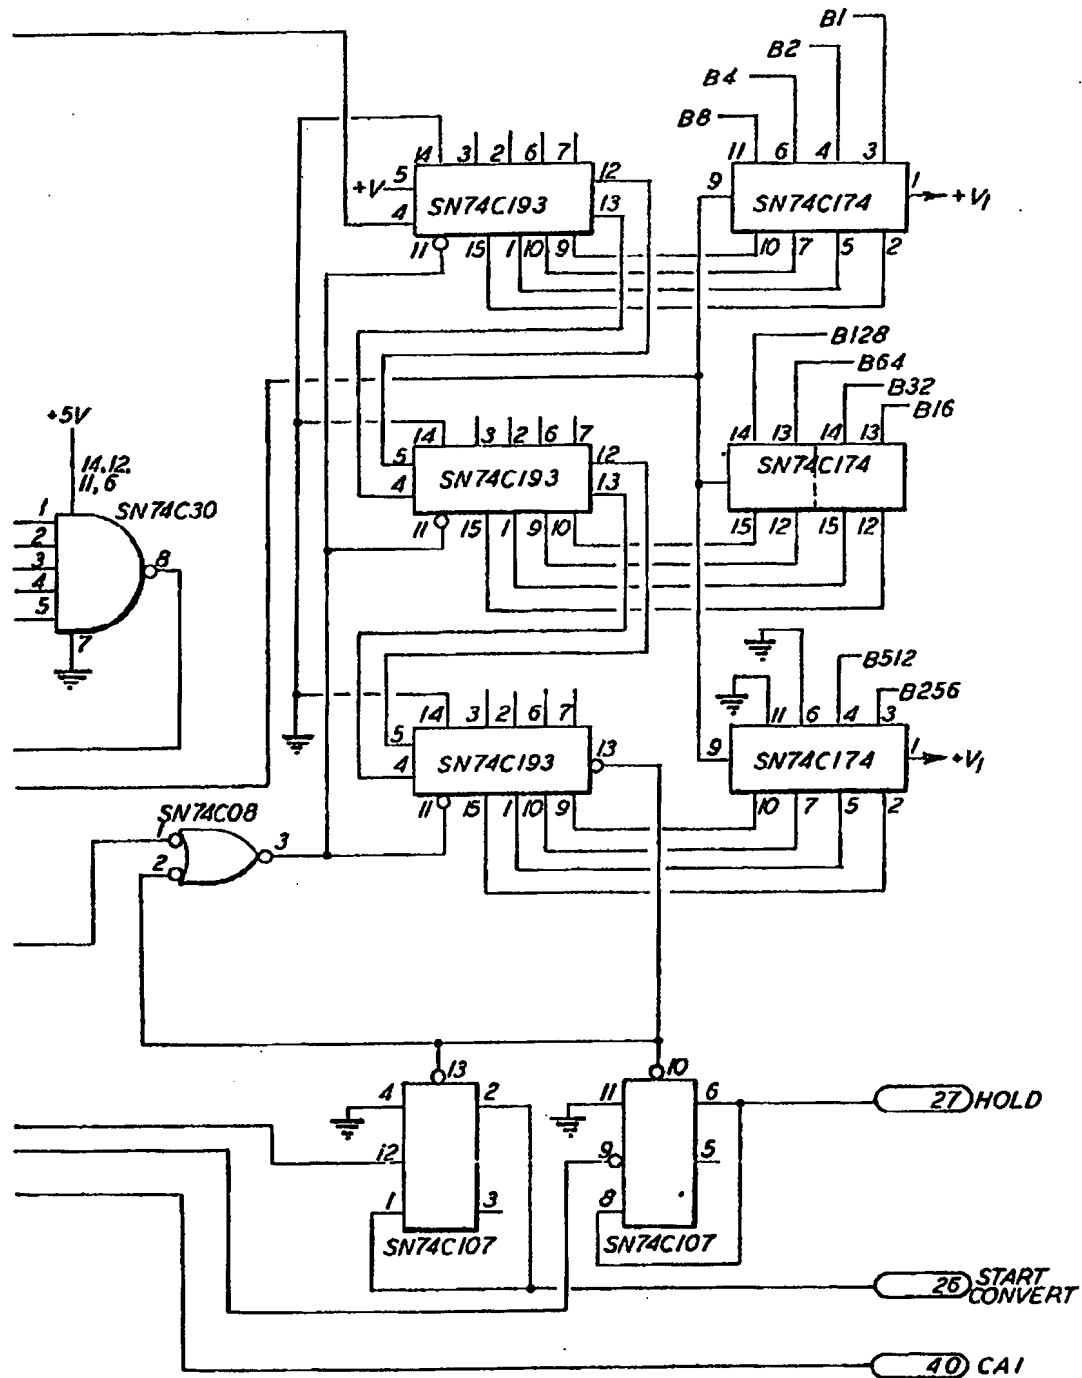 B1
B2
B4
B8
14 3 2 6 7
11 6 4 3
5 12
+V SN74C193 13
4
9 SN74C174 1 +V1
11 15 1 10 9
10 7 5 2
B128
B64
B32
B16
+5V
14.12.
11, 6
14 3 2 6 7
14 13 14 13
5 12
4 SN74C193 13
SN74C174
11 15 1 9 10
15 12 15 12
SN74C30
1
2
3
4
5
8
7
B512
B256
14 3 2 6 7
11 6 4 3
5 13
4 SN74C193
9 SN74C174 1 +V1
11 15 1 10 9
10 7 5 2
SN74C08
1
2
3
13
10
4 2
11 6
27 HOLD
12
9 5
1 3
8
SN74C107
SN74C107
26 START
CONVERT
40 CA1